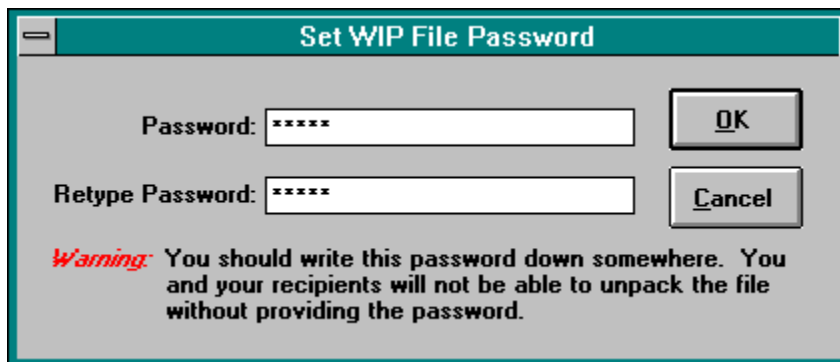 Set WIP File Password
Password: *****
OK
Retype Password: *****
Cancel
Warning: You should write this password down somewhere.  You
and your recipients will not be able to unpack the file
without providing the password.